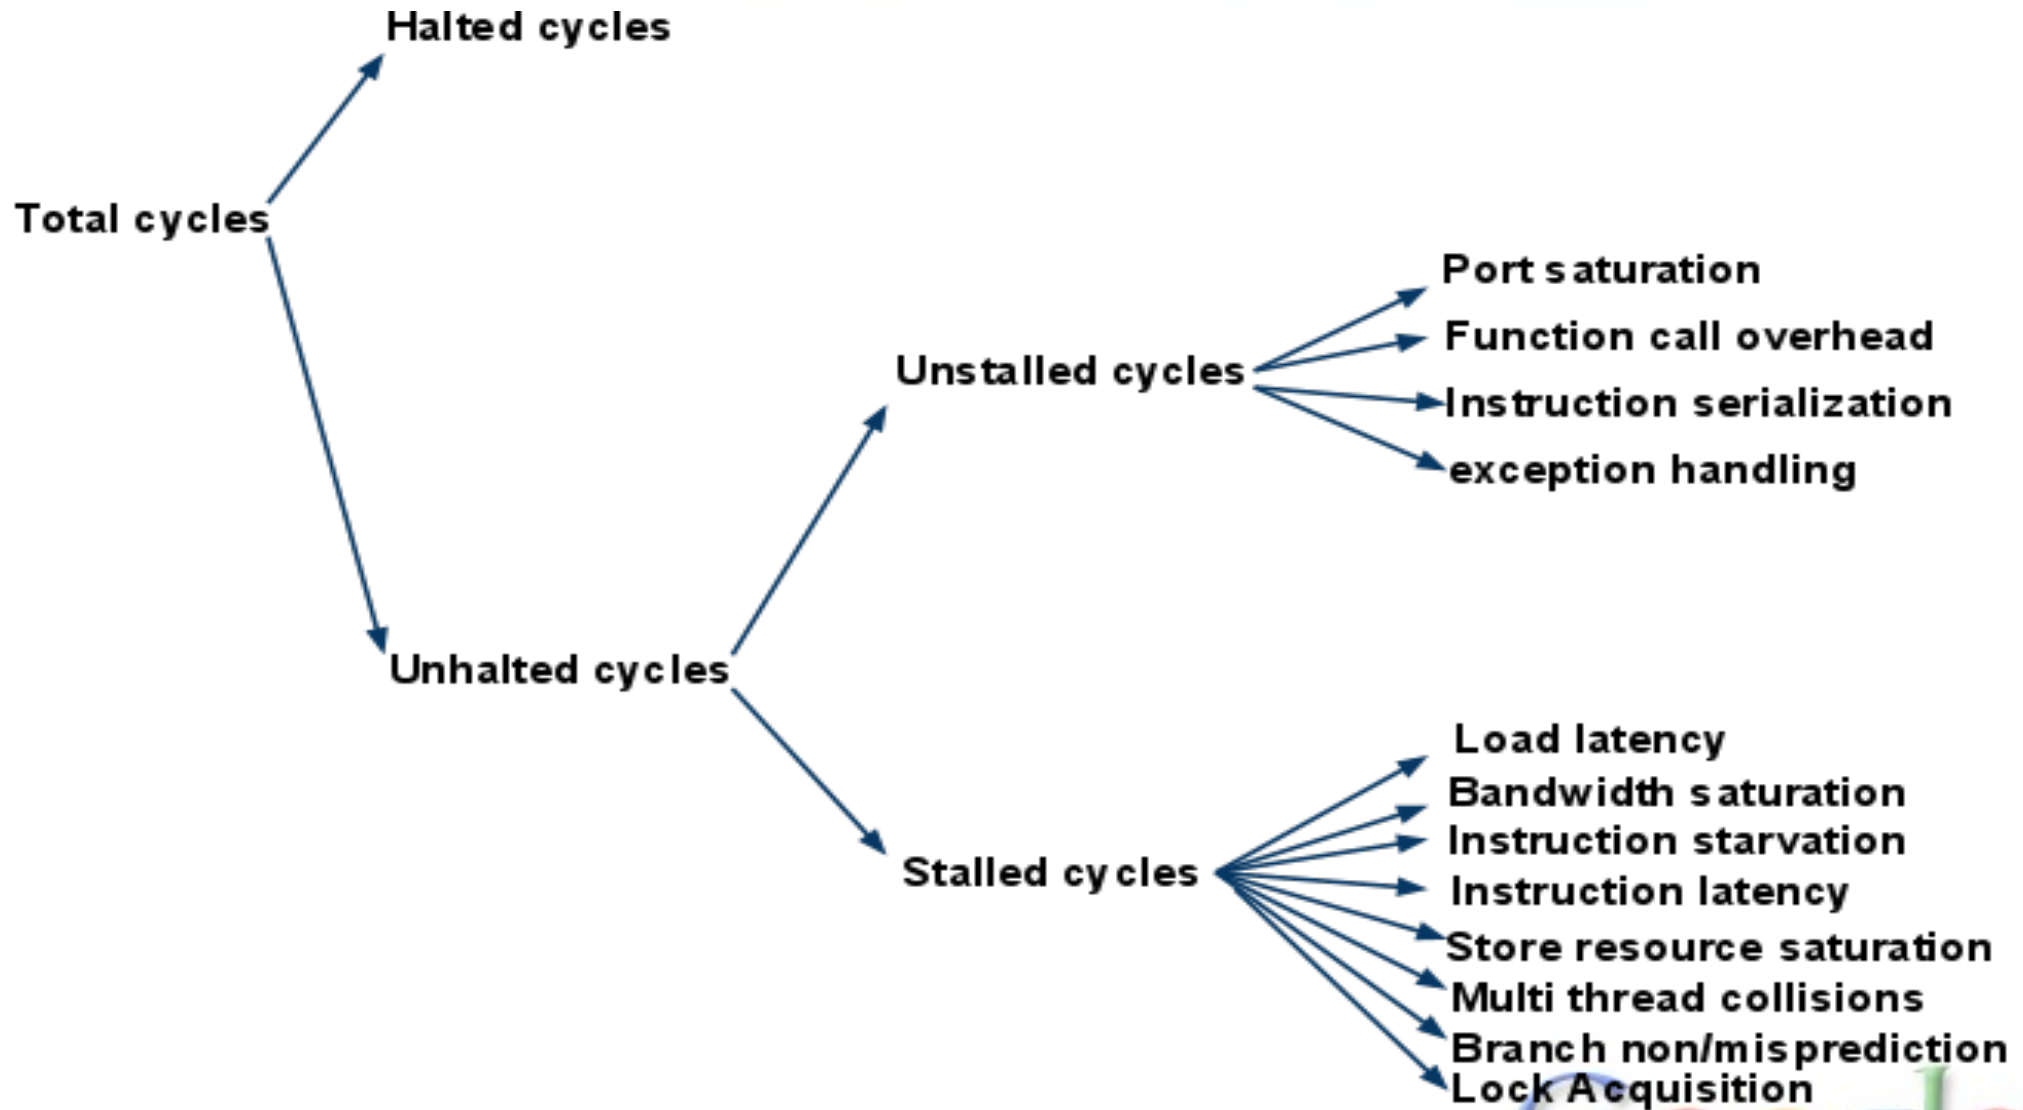 Halted cycles
Total cycles
Port saturation
Function call overhead
Unstalled cycles
Instruction serialization
exception handling
Unhalted cycles
Load latency
Bandwidth saturation
Instruction starvation
Stalled cycles
Instruction latency
Store resource saturation
Multi thread collisions
Branch non/misprediction
Lock Acquisition